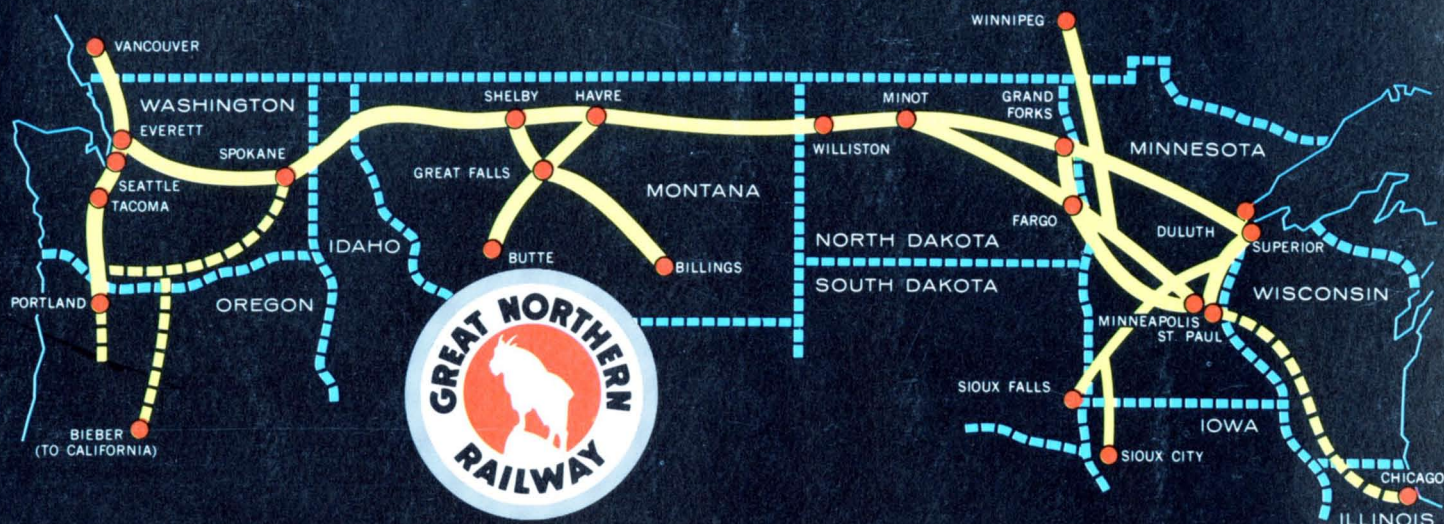 WINNIPEG
VANCOUVER
WASHINGTON
SHELBY
HAVRE
MINOT
GRAND
FORKS
EVERETT
SPOKANE
WILLISTON
MINNESOTA
GREAT FALLS
SEATTLE
TACOMA
MONTANA
FARGO
IDAHO
NORTH DAKOTA
DULUTH
SUPERIOR
BUTTE
BILLINGS
SOUTH DAKOTA
WISCONSIN
PORTLAND
OREGON
MINNEAPOLIS
ST. PAUL
GREAT NORTHERN
RAILWAY
SIOUX FALLS
IOWA
BIEBER
(TO CALIFORNIA)
SIOUX CITY
CHICAGO
ILLINOIS